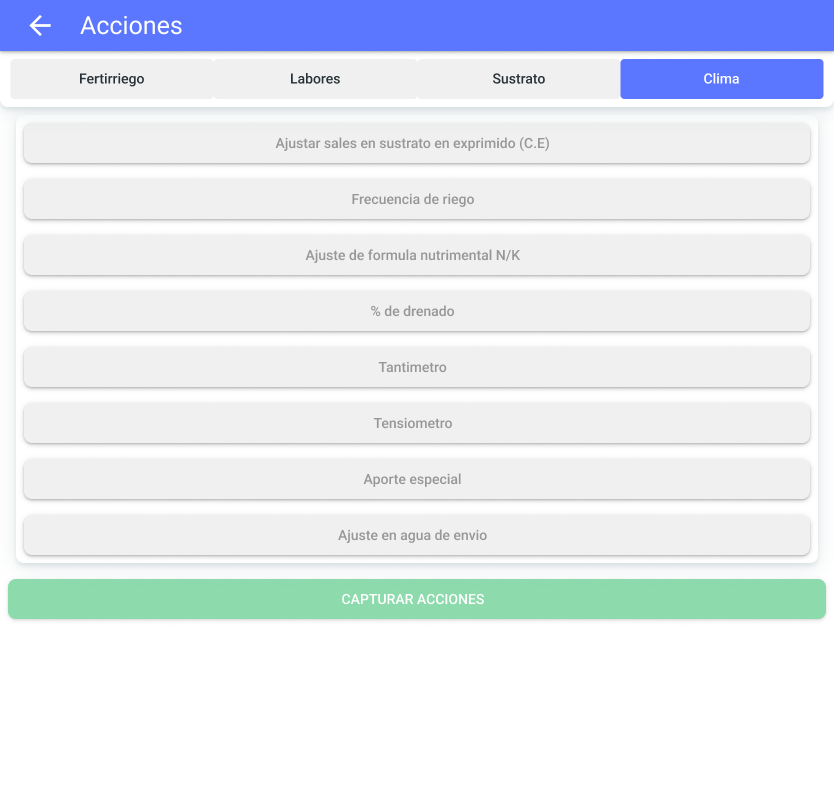 Acciones
Fertirriego
Labores
Sustrato
Clima
Ajustar sales en sustrato en exprimido (C.E)
Frecuencia de riego
Ajuste de formula nutrimental N/K
% de drenado
Tantimetro
Tensiometro
Aporte especial
Ajuste en agua de envio
CAPTURAR ACCIONES